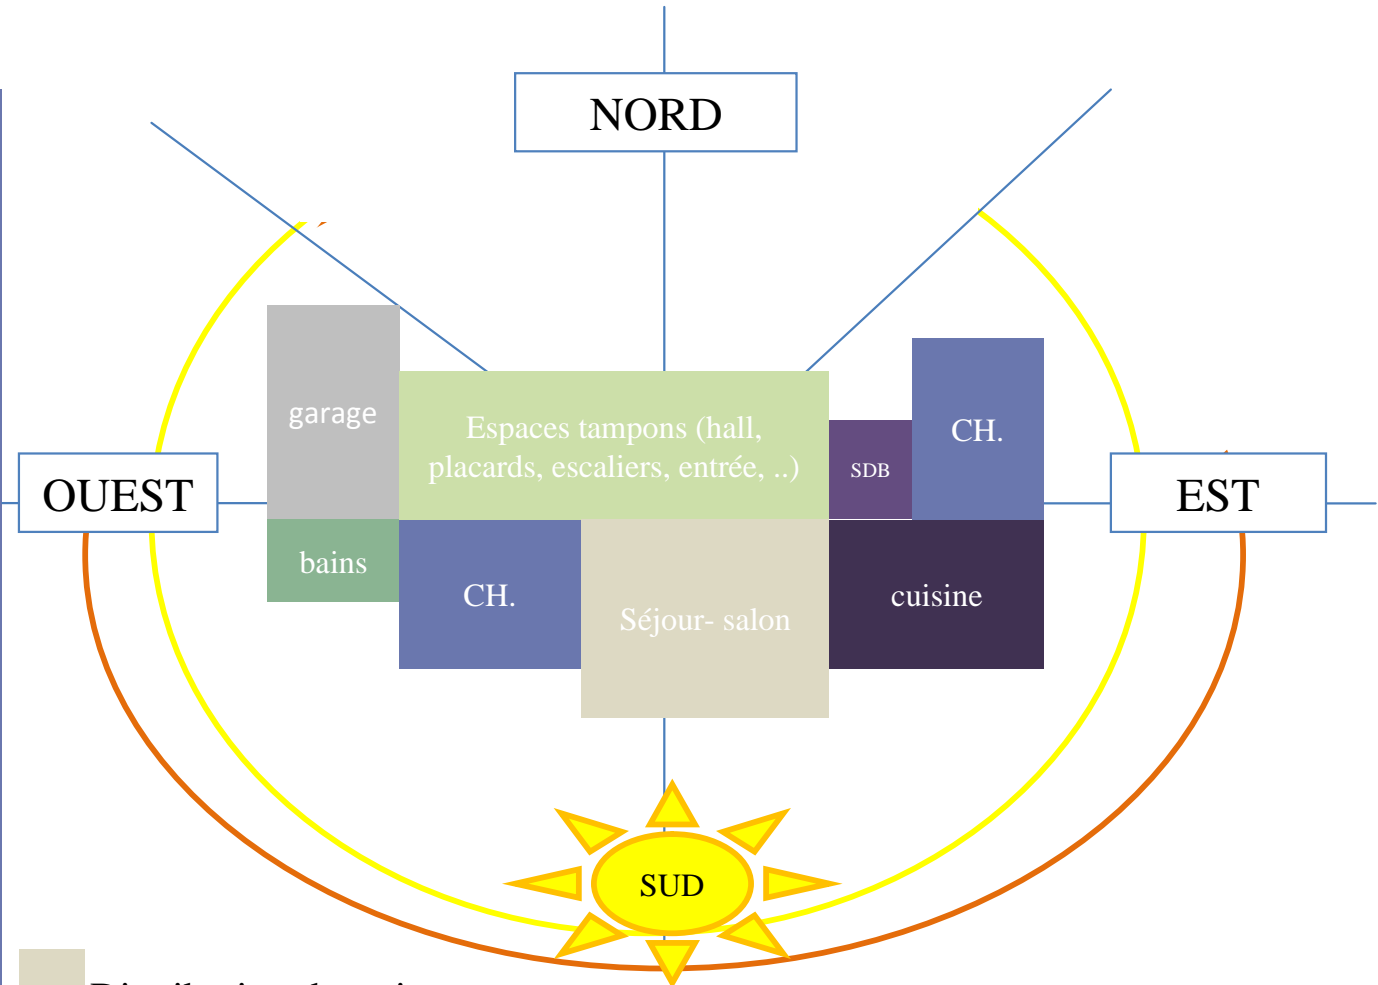 NORD
garage
Espaces tampons (hall,
placards, escaliers, entrée, ..)
CH.
SDB
OUEST
EST
bains
CH.
Séjour- salon
cuisine
SUD